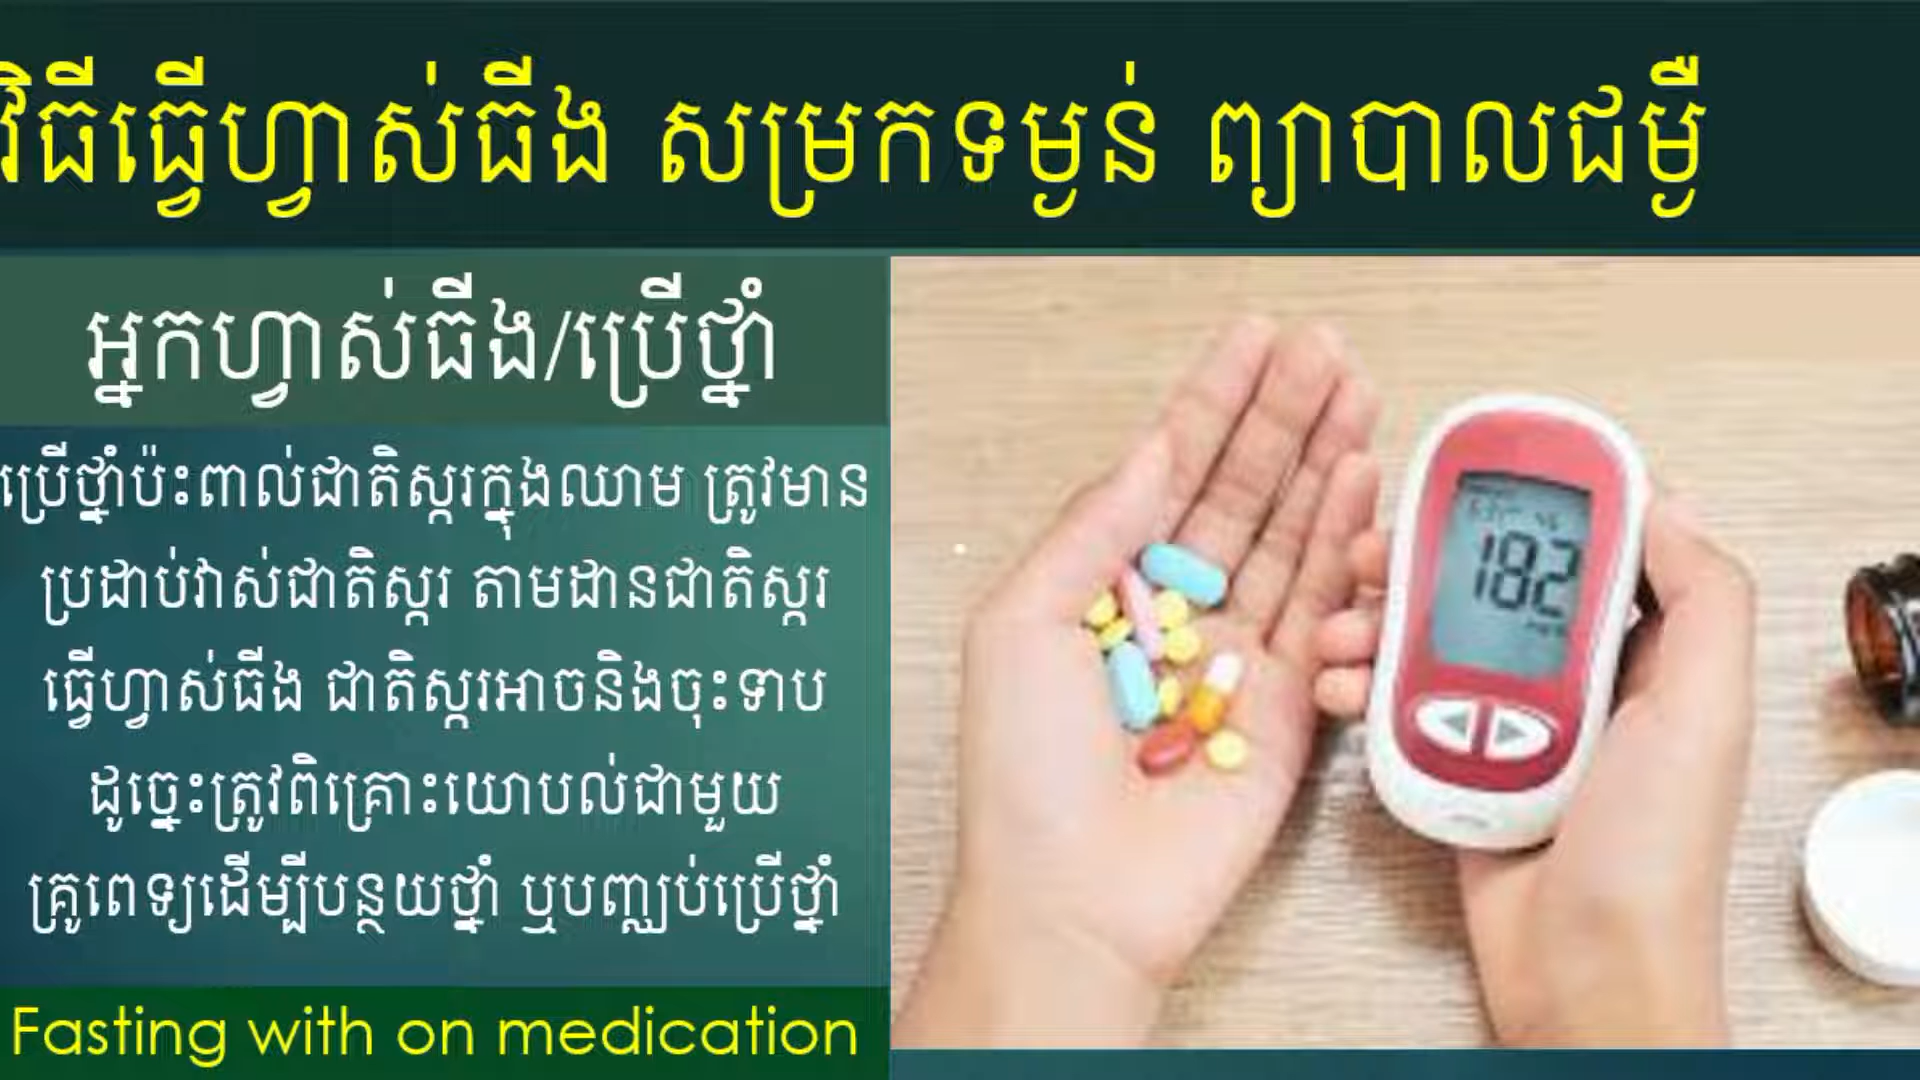 វិធីធ្វើហ្វាស់ធីង សម្រកទម្ងន់ ព្យាបាលជម្ងឺ
អ្នកហ្វាស់ធីង/ប្រើថ្នាំ
ប្រើថ្នាំប៉ះពាល់ជាតិស្ករក្នុងឈាម ត្រូវមាន
ប្រដាប់វាស់ជាតិស្ករ តាមដានជាតិស្ករ
ធ្វើហ្វាស់ធីង ជាតិស្ករអាចនិងចុះទាប
ដូច្នេះត្រូវពិគ្រោះយោបល់ជាមួយ
គ្រូពេទ្យដើម្បីបន្ថយថ្នាំ ឬបញ្ឈប់ប្រើថ្នាំ
Fasting with on medication
182